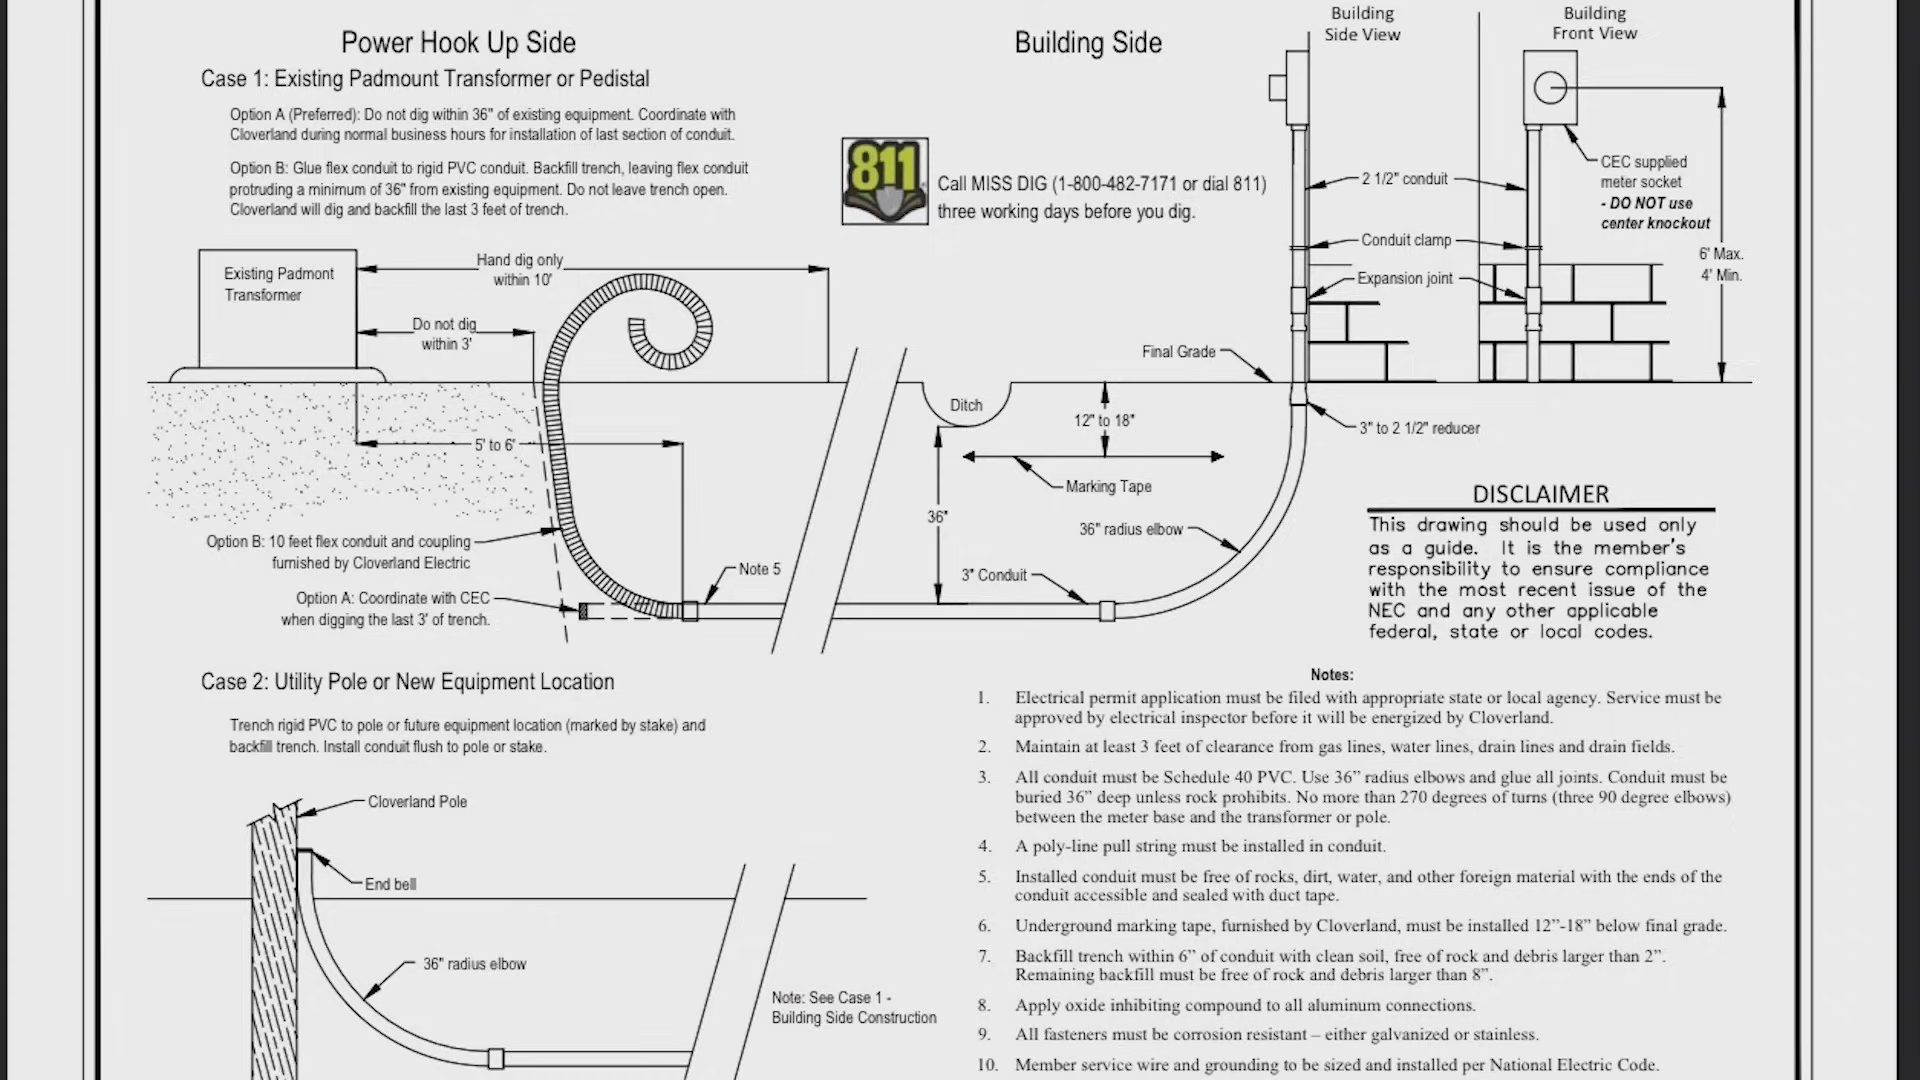 Power Hook Up Side
Case 1: Existing Padmount Transformer or Pedistal
Option A (Preferred): Do not dig within 36" of existing equipment. Coordinate with
Cloverland during normal business hours for installation of last section of conduit.
Option B: Glue flex conduit to rigid PVC conduit. Backfill trench, leaving flex conduit
protruding a minimum of 36" from existing equipment. Do not leave trench open.
Cloverland will dig and backfill the last 3 feet of trench.
Existing Padmont
Transformer
Hand dig only
within 10'
Do not dig
within 3'
5' to 6'
Option B: 10 feet flex conduit and coupling
furnished by Cloverland Electric
Option A: Coordinate with CEC
when digging the last 3' of trench.
Note 5
Building Side
811
Call MISS DIG (1-800-482-7171 or dial 811)
three working days before you dig.
Building
Side View
Building
Front View
CEC supplied
meter socket
- DO NOT use
center knockout
2 1/2" conduit
Conduit clamp
Expansion joint
6' Max.
4' Min.
Final Grade
Ditch
12" to 18"
3" to 2 1/2" reducer
Marking Tape
36"
36" radius elbow
3" Conduit
DISCLAIMER
This drawing should be used only
as a guide. It is the member's
responsibility to ensure compliance
with the most recent issue of the
NEC and any other applicable
federal, state or local codes.
Case 2: Utility Pole or New Equipment Location
Trench rigid PVC to pole or future equipment location (marked by stake) and
backfill trench. Install conduit flush to pole or stake.
Cloverland Pole
End bell
36" radius elbow
Note: See Case 1 -
Building Side Construction
Notes:
1. Electrical permit application must be filed with appropriate state or local agency. Service must be
approved by electrical inspector before it will be energized by Cloverland.
2. Maintain at least 3 feet of clearance from gas lines, water lines, drain lines and drain fields.
3. All conduit must be Schedule 40 PVC. Use 36” radius elbows and glue all joints. Conduit must be
buried 36” deep unless rock prohibits. No more than 270 degrees of turns (three 90 degree elbows)
between the meter base and the transformer or pole.
4. A poly-line pull string must be installed in conduit.
5. Installed conduit must be free of rocks, dirt, water, and other foreign material with the ends of the
conduit accessible and sealed with duct tape.
6. Underground marking tape, furnished by Cloverland, must be installed 12”-18” below final grade.
7. Backfill trench within 6” of conduit with clean soil, free of rock and debris larger than 2”.
Remaining backfill must be free of rock and debris larger than 8”.
8. Apply oxide inhibiting compound to all aluminum connections.
9. All fasteners must be corrosion resistant – either galvanized or stainless.
10. Member service wire and grounding to be sized and installed per National Electric Code.